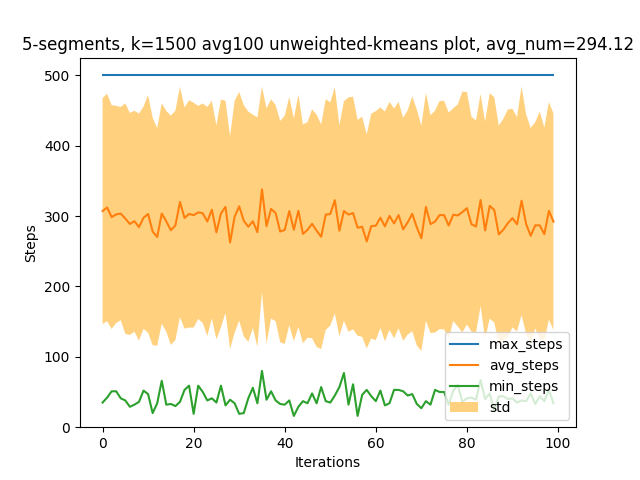 5-segments, k=1500 avg100 unweighted-kmeans plot, avg_num=294.12
500
400
300
200
100
0
Steps
0 20 40 60 80 100
Iterations
max_steps
avg_steps
min_steps
std